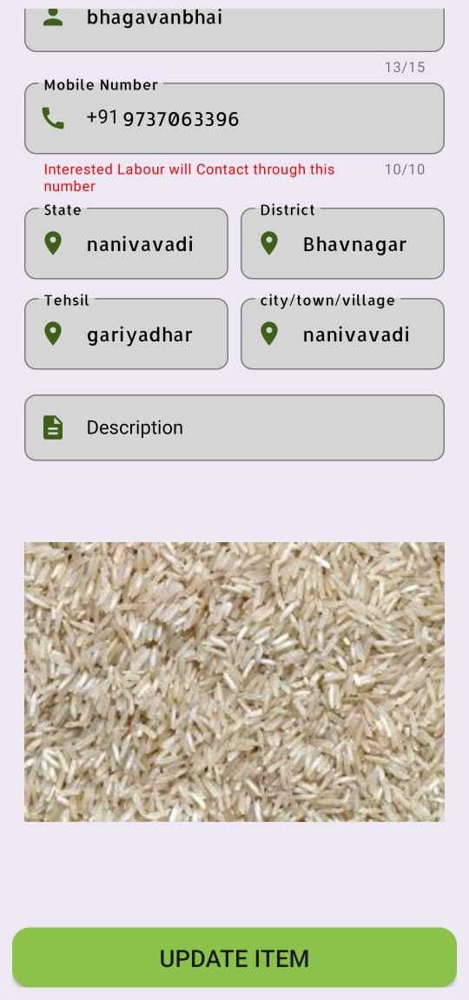 bhagavanbhai
13/15
Mobile Number
+91 9737063396
Interested Labour will Contact through this
number
10/10
State
nanivavadi
District
Bhavnagar
Tehsil
gariyadhar
city/town/village
nanivavadi
Description
UPDATE ITEM